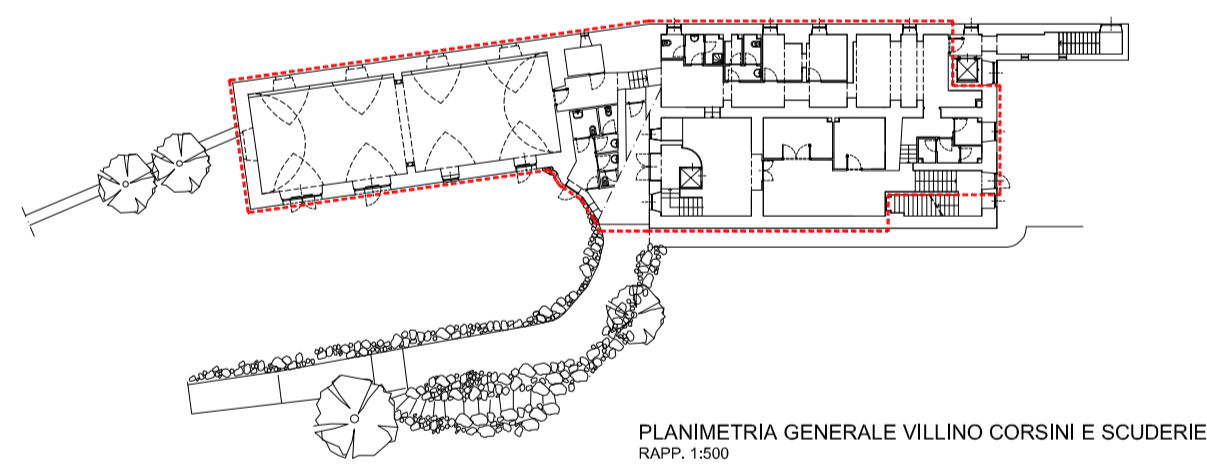 PLANIMETRIA GENERALE VILLINO CORSINI E SCUDERIE
RAPP. 1:500